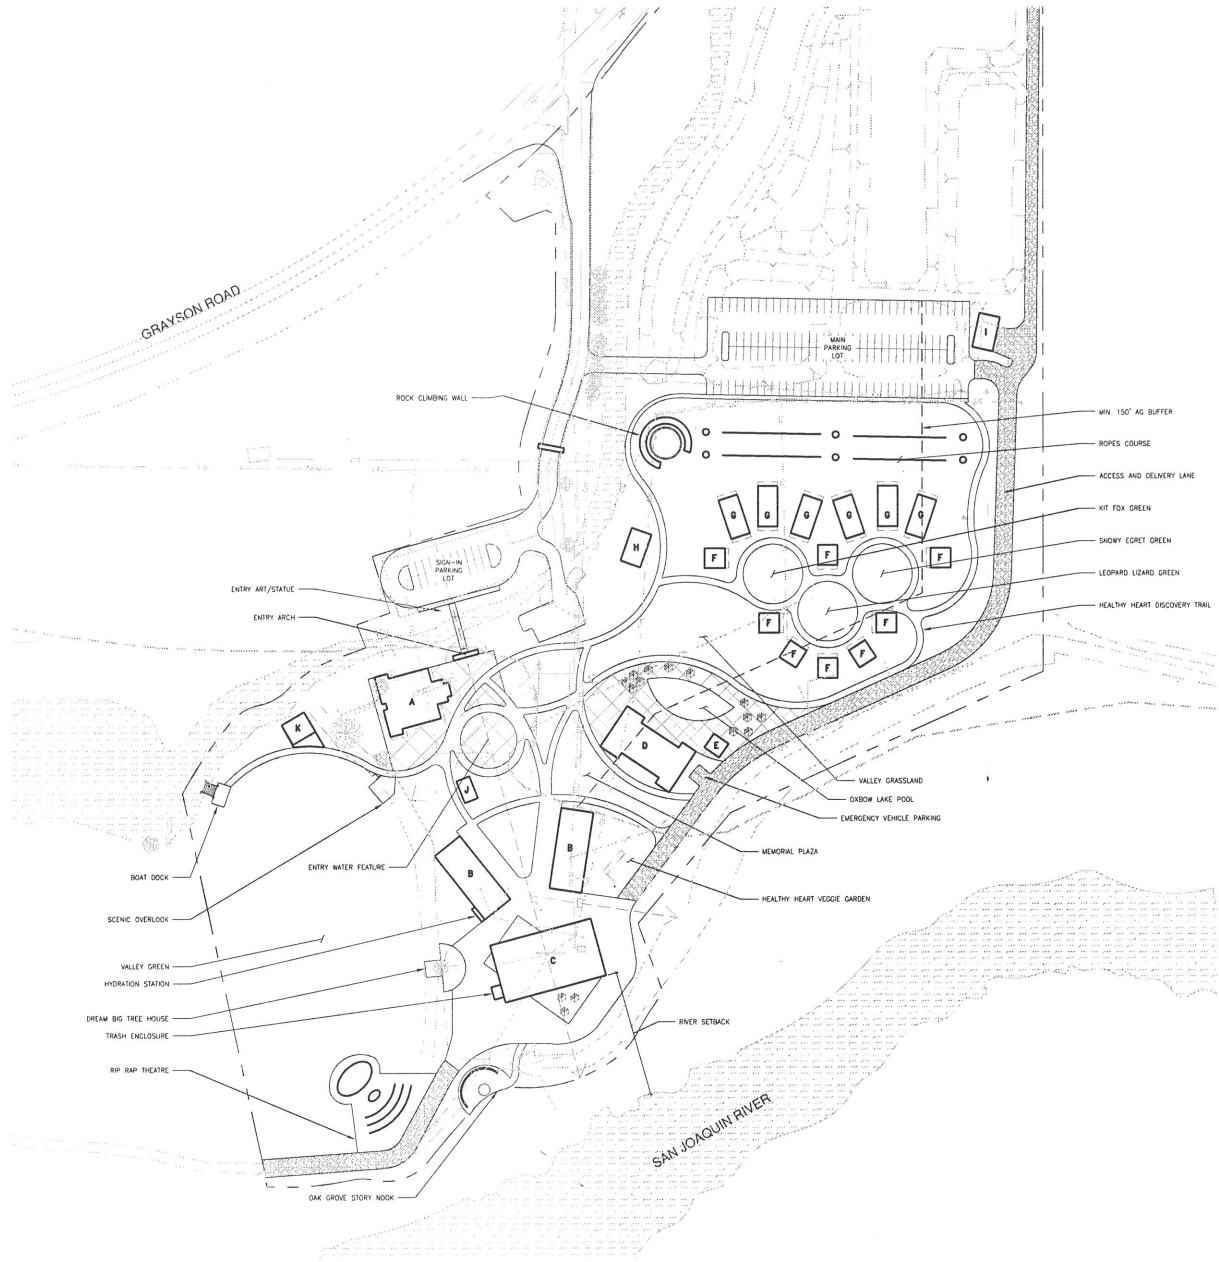 GRAYSON ROAD
I
MAIN
PARKING
LOT
ROCK CLIMBING WALL
MIN. 150' AG BUFFER
ROPES COURSE
ACCESS AND DELIVERY LANE
G G G G G G
KIT FOX GREEN
H
F F F
SNOWY EGRET GREEN
SIGN-IN
PARKING
LOT
LEOPARD LIZARD GREEN
ENTRY ART/STATUE
HEALTHY HEART DISCOVERY TRAIL
ENTRY ARCH
F F
F F F
A
K
D
E
VALLEY GRASSLAND
J
OXBOW LAKE POOL
EMERGENCY VEHICLE PARKING
MEMORIAL PLAZA
B
ENTRY WATER FEATURE
BOAT DOCK
B
HEALTHY HEART VEGGIE GARDEN
SCENIC OVERLOOK
VALLEY GREEN
C
HYDRATION STATION
DREAM BIG TREE HOUSE
RIVER SETBACK
TRASH ENCLOSURE
RIP RAP THEATRE
SAN JOAQUIN RIVER
OAK GROVE STORY NOOK